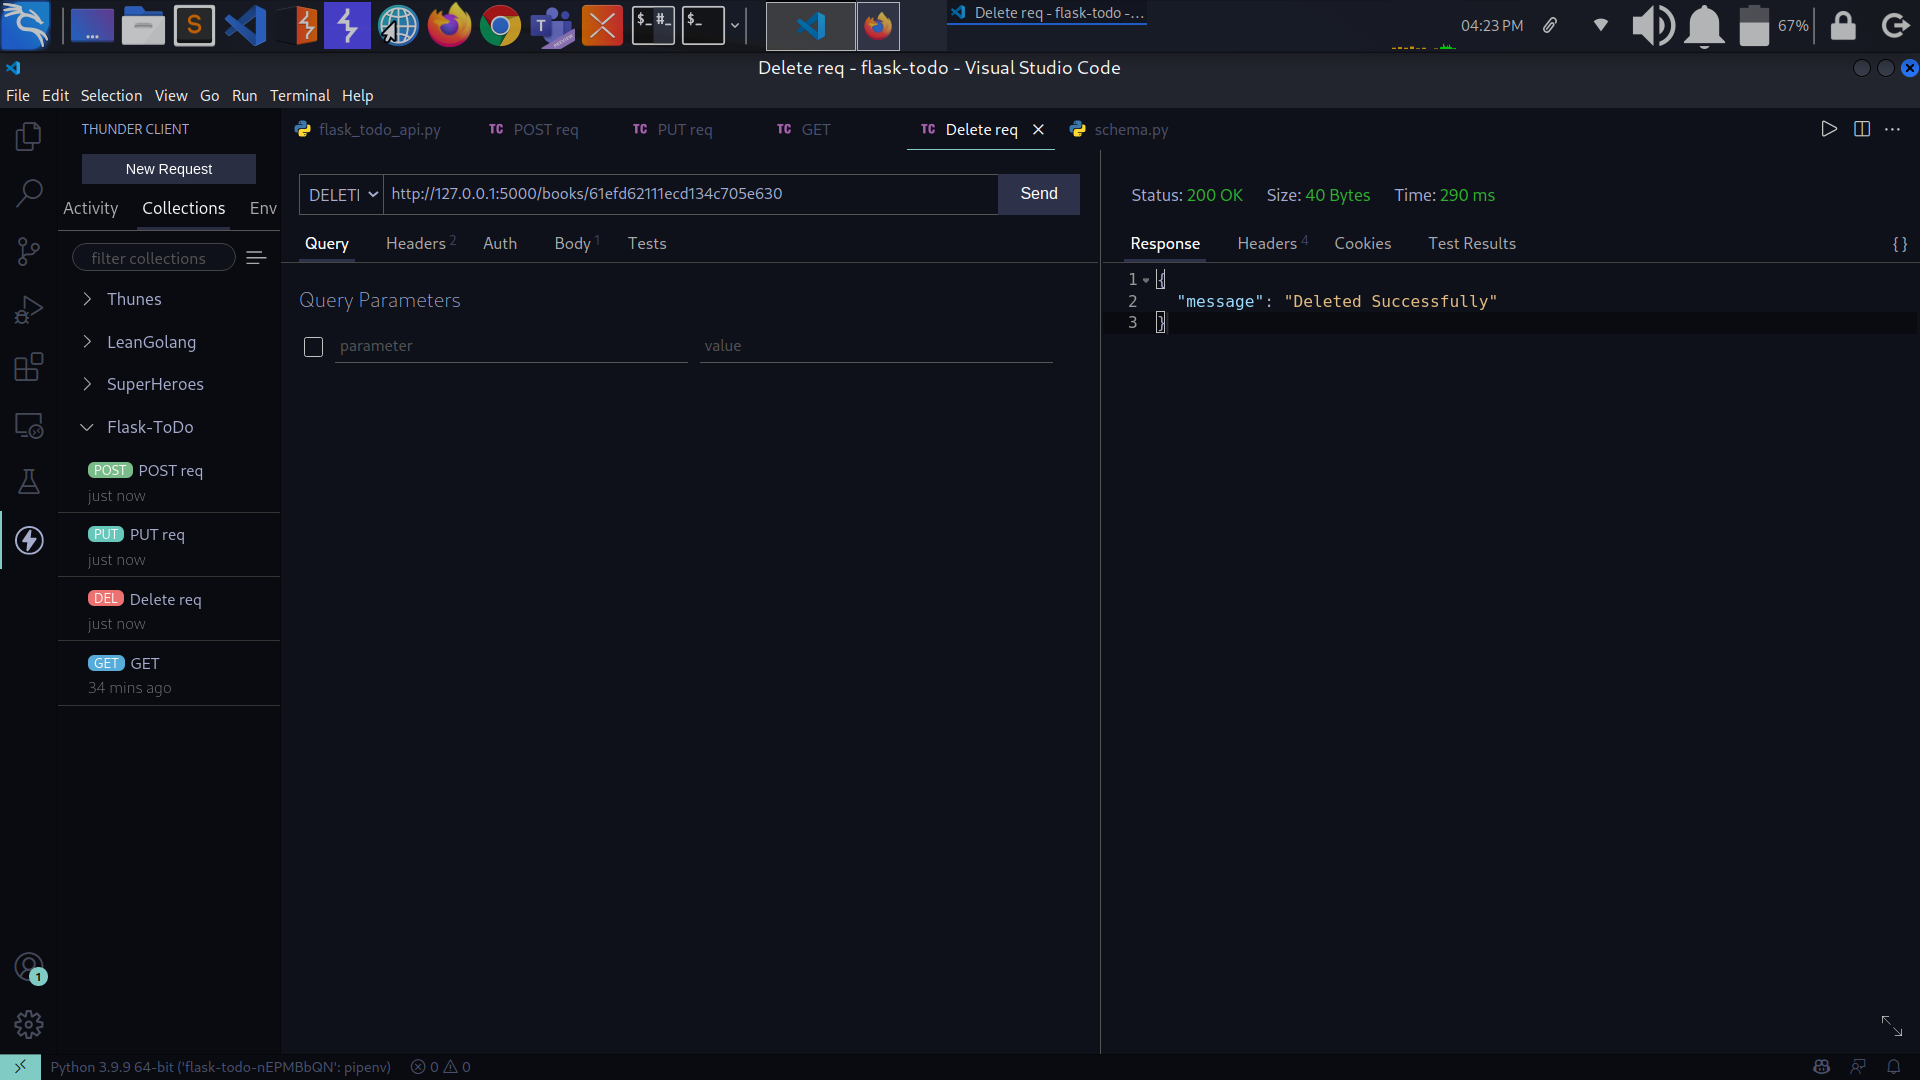 Delete req - flask-todo -...
04:23 PM
67%
Delete req - flask-todo - Visual Studio Code
File Edit Selection View Go Run Terminal Help
THUNDER CLIENT
New Request
Activity Collections Env
filter collections
Thunes
LeanGolang
SuperHeroes
Flask-ToDo
POST POST req
just now
PUT PUT req
just now
DEL Delete req
just now
GET GET
34 mins ago
flask_todo_api.py
TC POST req
TC PUT req
TC GET
TC Delete req
schema.py
DELETI
http://127.0.0.1:5000/books/61efd62111ecd134c705e630
Send
Query Headers 2 Auth Body 1 Tests
Query Parameters
parameter value
Status: 200 OK Size: 40 Bytes Time: 290 ms
Response Headers 4 Cookies Test Results { }
1 {
2 "message": "Deleted Successfully"
3 }
1
Python 3.9.9 64-bit ('flask-todo-nEPMBbQN': pipenv) 0 0